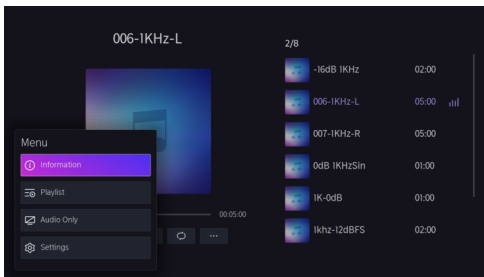 006-1KHz-L
2/8
-16dB 1KHz 02:00
006-1KHz-L 05:00
007-1KHz-R 05:00
0dB 1KHzSin 01:00
1K-0dB 01:00
1khz-12dBFS 02:00
Menu
Information
Playlist
Audio Only
Settings
00:05:00